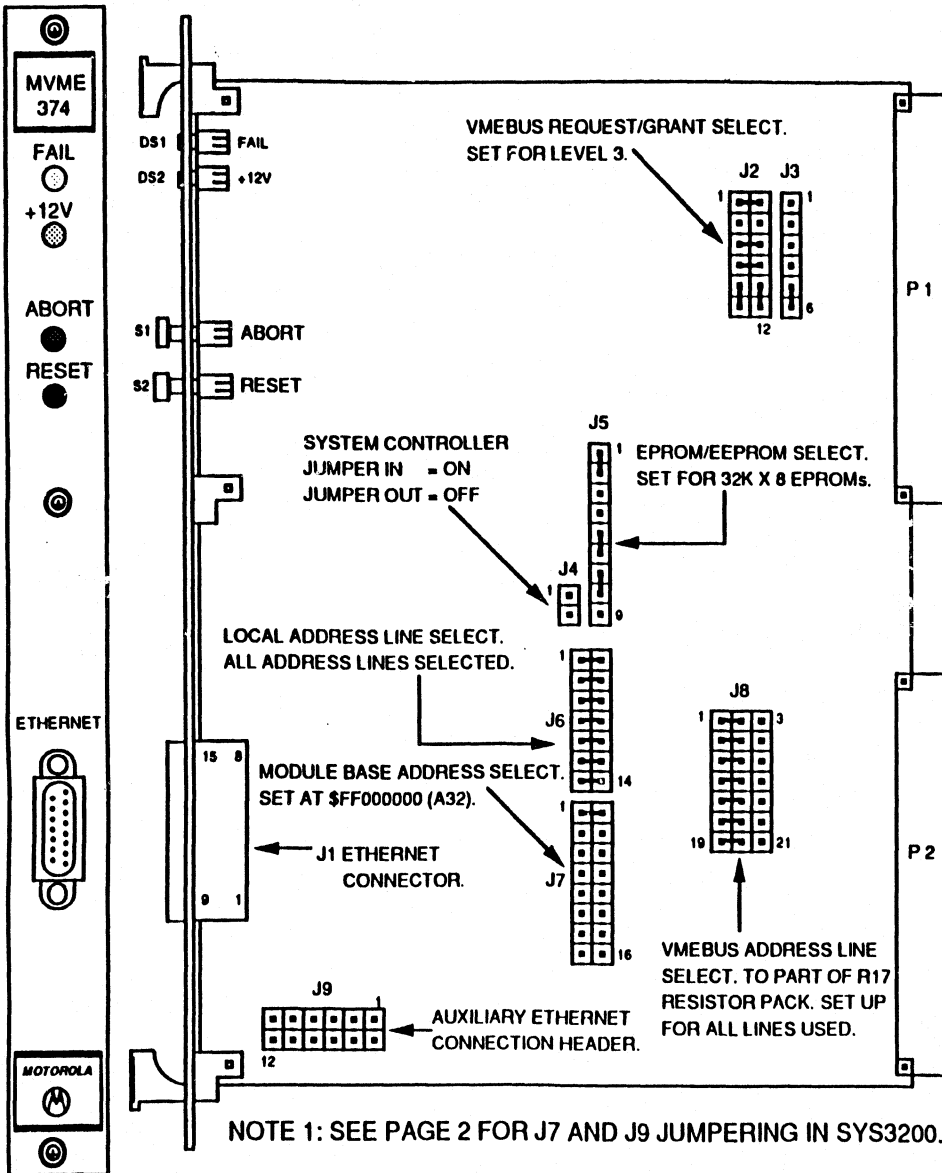 MVME
374
FAIL
+12V
ABORT
RESET
ETHERNET
MOTOROLA
DS1
FAIL
DS2
+12V
S1
ABORT
S2
RESET
VMEBUS REQUEST/GRANT SELECT.
SET FOR LEVEL 3.
J2 J3
1
1
12
6
P1
SYSTEM CONTROLLER
JUMPER IN = ON
JUMPER OUT = OFF
J5
1
9
EPROM/EEPROM SELECT.
SET FOR 32K X 8 EPROMs.
J4
1
LOCAL ADDRESS LINE SELECT.
ALL ADDRESS LINES SELECTED.
1
J6
14
MODULE BASE ADDRESS SELECT.
SET AT $FF000000 (A32).
1
J7
16
J8
1
3
19
21
P2
15 8
9 1
J1 ETHERNET
CONNECTOR.
VMEBUS ADDRESS LINE
SELECT. TO PART OF R17
RESISTOR PACK. SET UP
FOR ALL LINES USED.
J9
1
12
AUXILIARY ETHERNET
CONNECTION HEADER.
NOTE 1: SEE PAGE 2 FOR J7 AND J9 JUMPERING IN SYS3200.